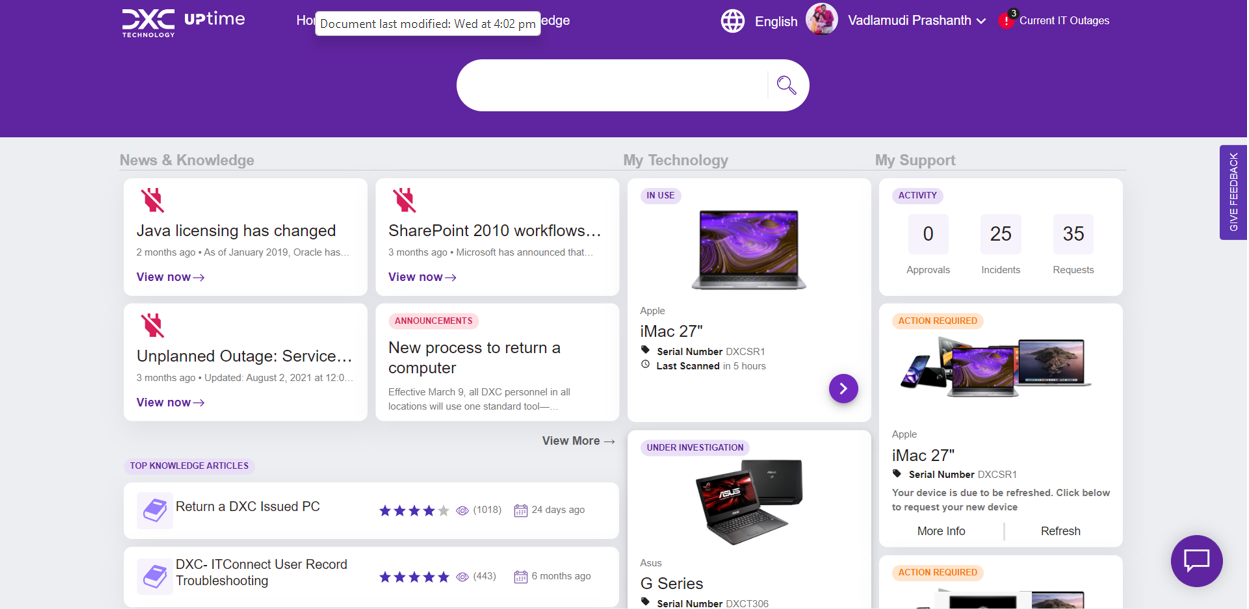 DXC
TECHNOLOGY
UPtime
Document last modified: Wed at 4:02 pm
English
Vadlamudi Prashanth
3
Current IT Outages
GIVE FEEDBACK
News & Knowledge
Java licensing has changed
2 months ago • As of January 2019, Oracle has…
View now→
SharePoint 2010 workflows…
3 months ago • Microsoft has announced that…
View now→
Unplanned Outage: Service…
3 months ago • Updated: August 2, 2021 at 12:0…
View now→
ANNOUNCEMENTS
New process to return a
computer
Effective March 9, all DXC personnel in all
locations will use one standard tool—…
View More →
TOP KNOWLEDGE ARTICLES
Return a DXC Issued PC
(1018)
24 days ago
DXC- ITConnect User Record
Troubleshooting
(443)
6 months ago
My Technology
IN USE
Apple
iMac 27"
Serial Number DXCSR1
Last Scanned in 5 hours
UNDER INVESTIGATION
ASUS
Asus
G Series
Serial Number DXCT306
My Support
ACTIVITY
0
Approvals
25
Incidents
35
Requests
ACTION REQUIRED
Apple
iMac 27"
Serial Number DXCSR1
Your device is due to be refreshed. Click below
to request your new device
More Info
Refresh
ACTION REQUIRED